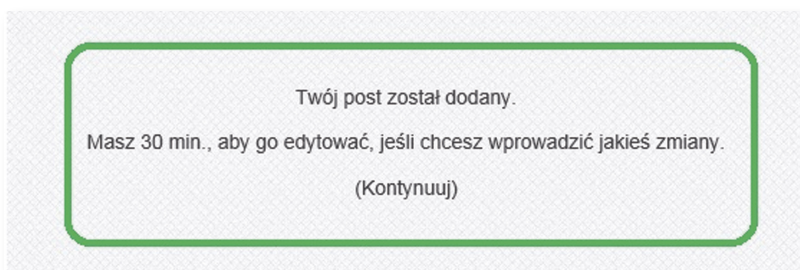 Twój post został dodany.
Masz 30 min., aby go edytować, jeśli chcesz wprowadzić jakieś zmiany.
(Kontynuuj)